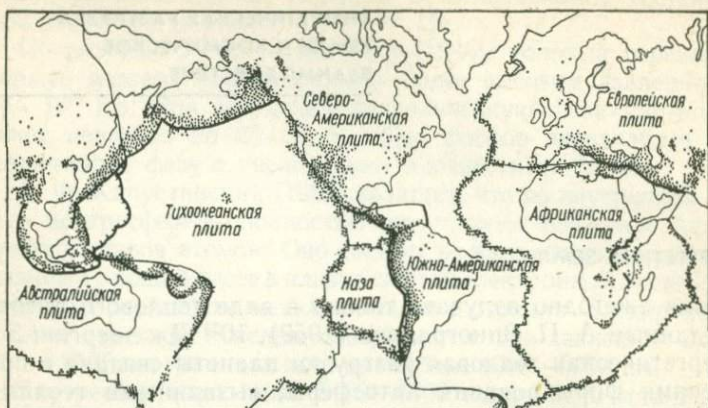 Северо-
Американская
плита
Европейская
плита
Тихоокеанская
плита
Африканская
плита
Австралийская
плита
Наза
плита
Южно-Американская
плита